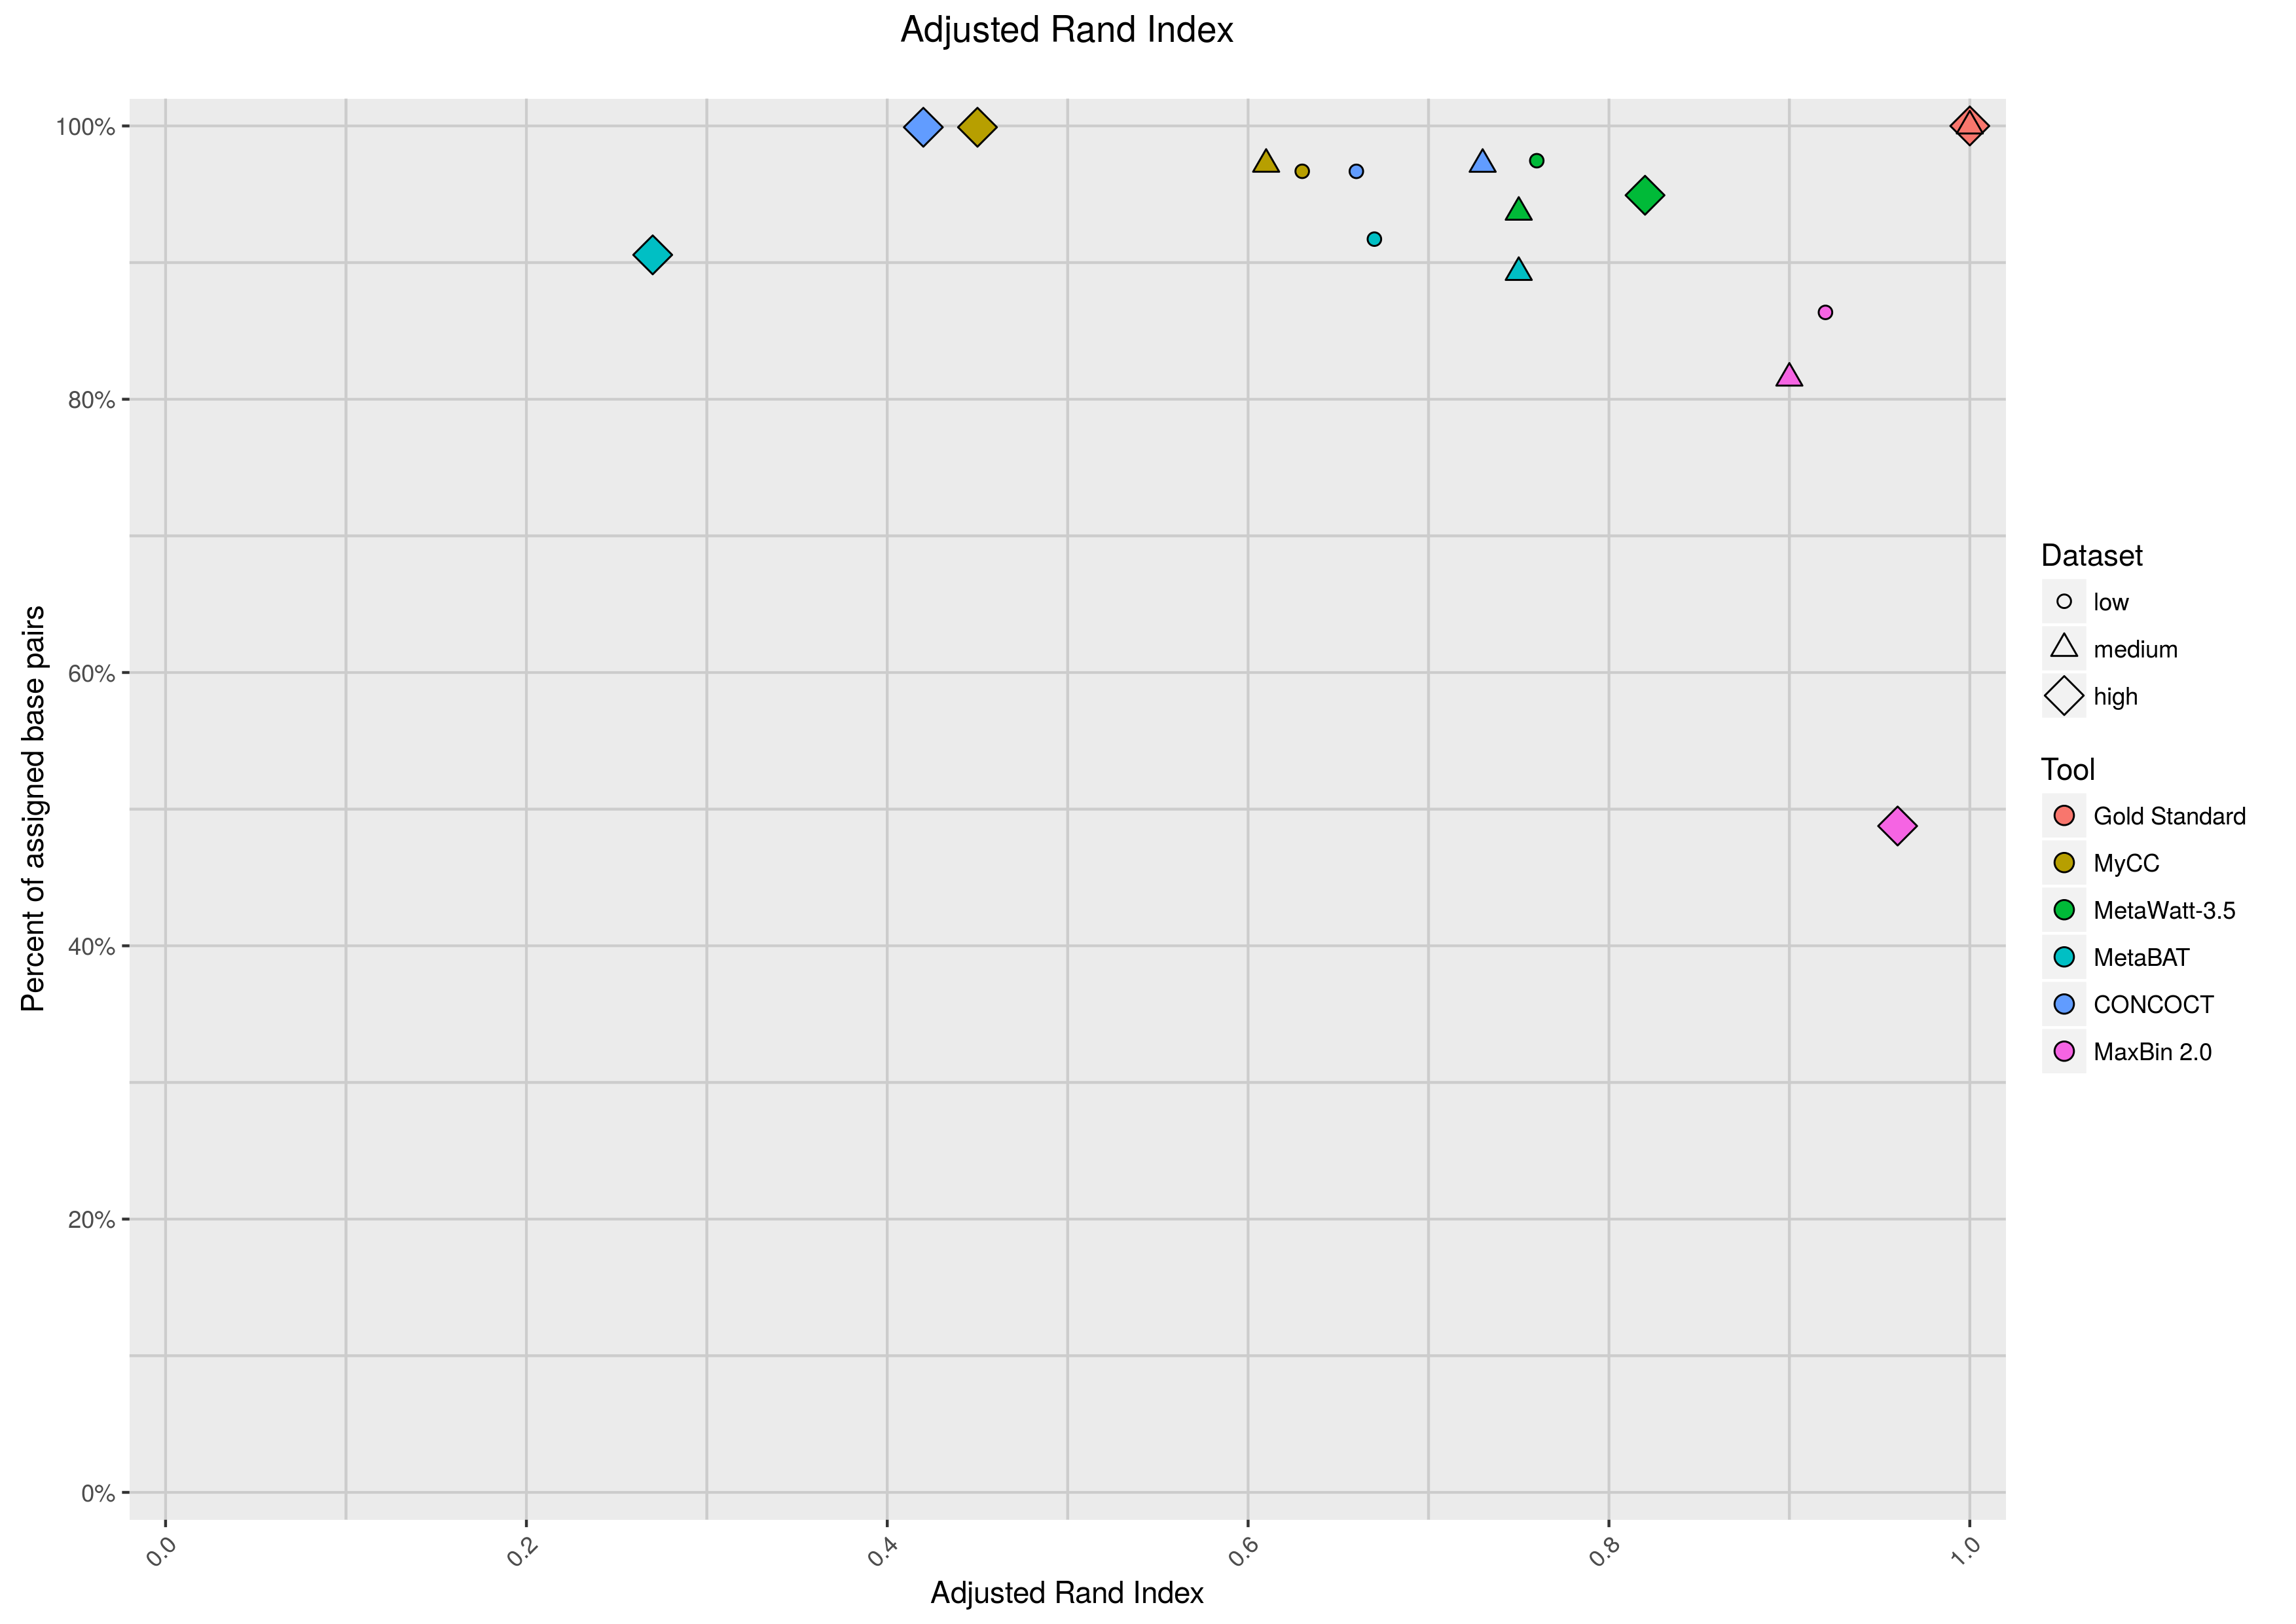 Adjusted Rand Index
100%
80%
60%
40%
20%
0%
Percent of assigned base pairs
0.0
0.2
0.4
0.6
0.8
1.0
Adjusted Rand Index
Dataset
low
medium
high
Tool
Gold Standard
MyCC
MetaWatt-3.5
MetaBAT
CONCOCT
MaxBin 2.0